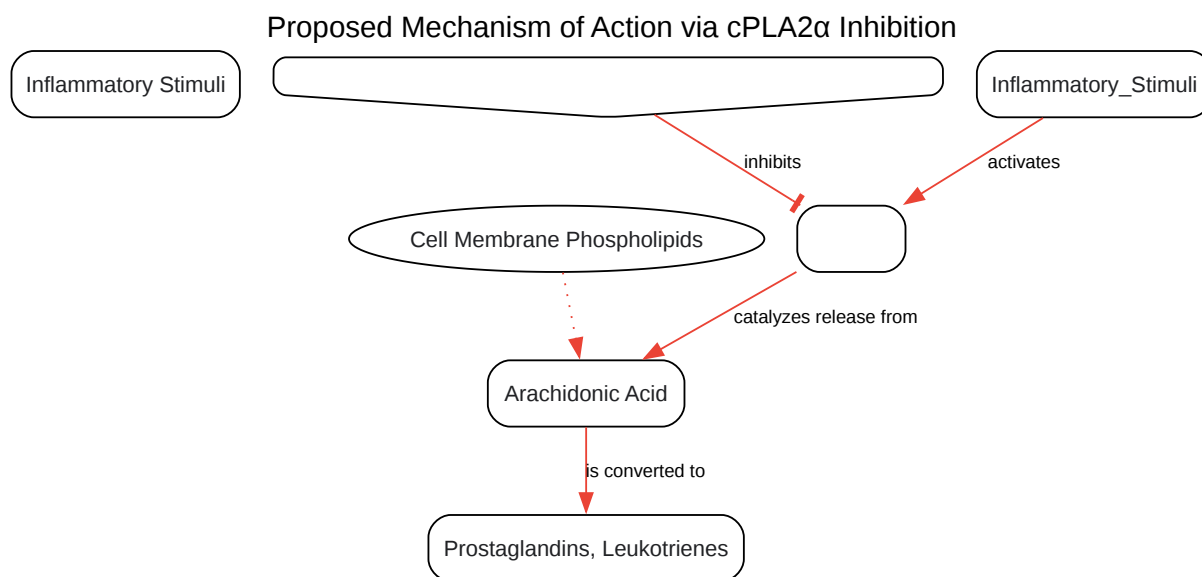 Proposed Mechanism of Action via cPLA2α Inhibition
Inflammatory Stimuli
Inflammatory_Stimuli
inhibits
activates
Cell Membrane Phospholipids
catalyzes release from
Arachidonic Acid
is converted to
Prostaglandins, Leukotrienes